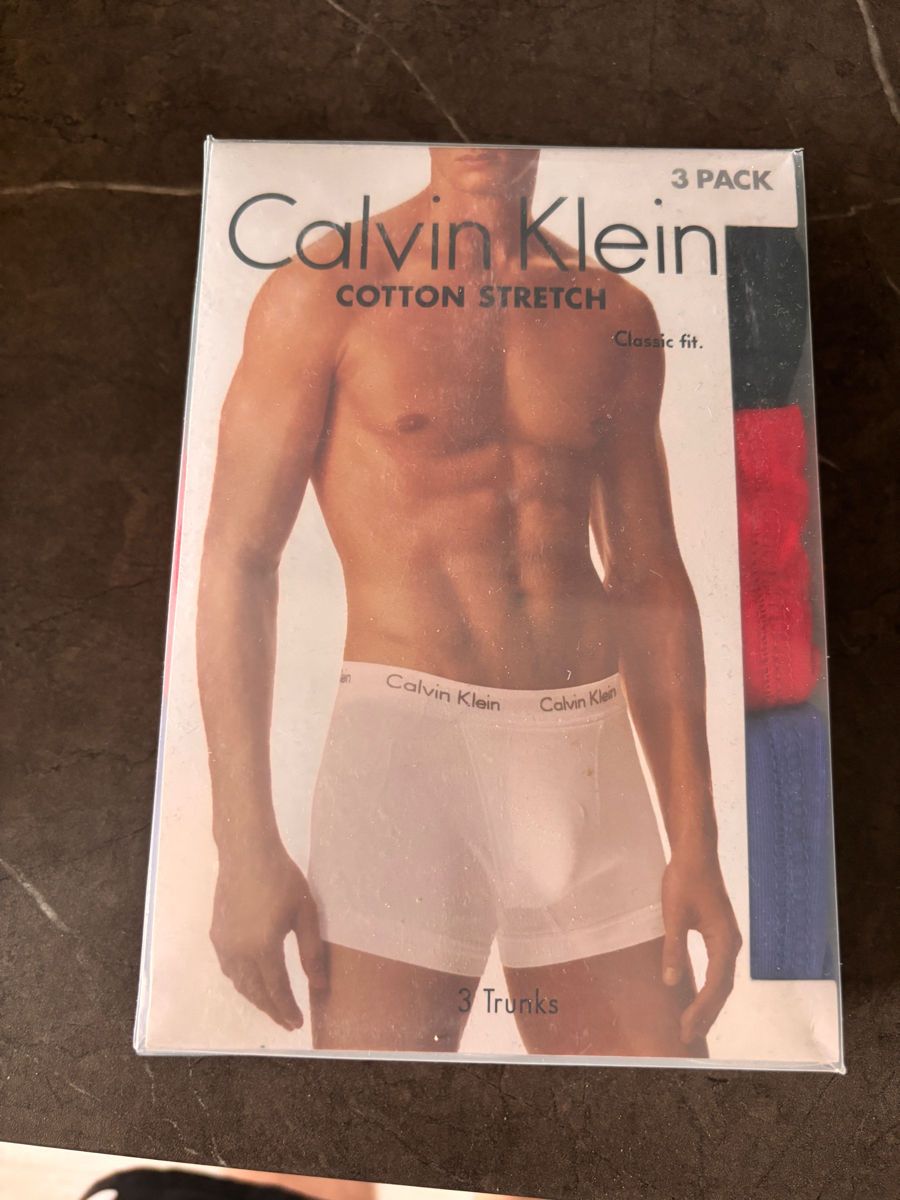 3 PACK
Calvin Klein
COTTON STRETCH
Classic fit.
Calvin Klein Calvin Klein
3 Trunks